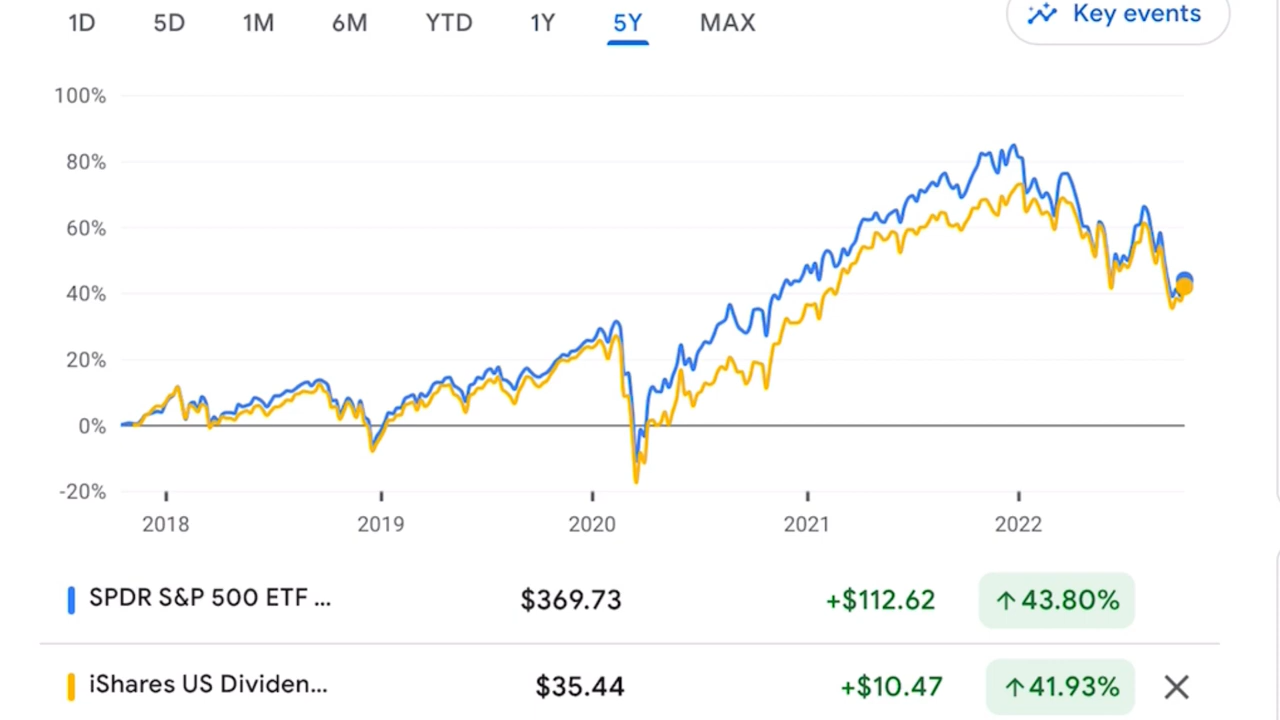 1D 5D 1M 6M YTD 1Y 5Y MAX Key events
100%
80%
60%
40%
20%
0%
-20%
2018 2019 2020 2021 2022
SPDR S&P 500 ETF ... $369.73 +$112.62 ↑43.80%
iShares US Dividen... $35.44 +$10.47 ↑41.93%